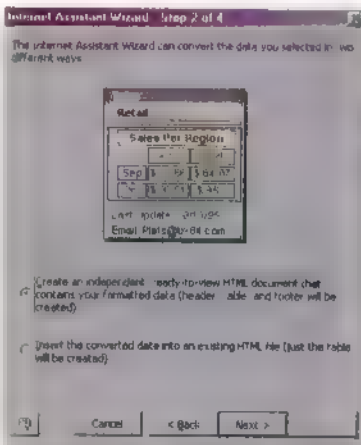 Internet Assistant Wizard - Step 2 of 4
The Internet Assistant Wizard can convert the data you selected in two
different ways
Retail
Sales Per Region
Sep
Last update
Email
Create an independent ready-to-view HTML document that
contains your formatted data (header table and footer will be
created)
Insert the converted data into an existing HTML file (just the table
will be created)
Cancel
< Back
Next >